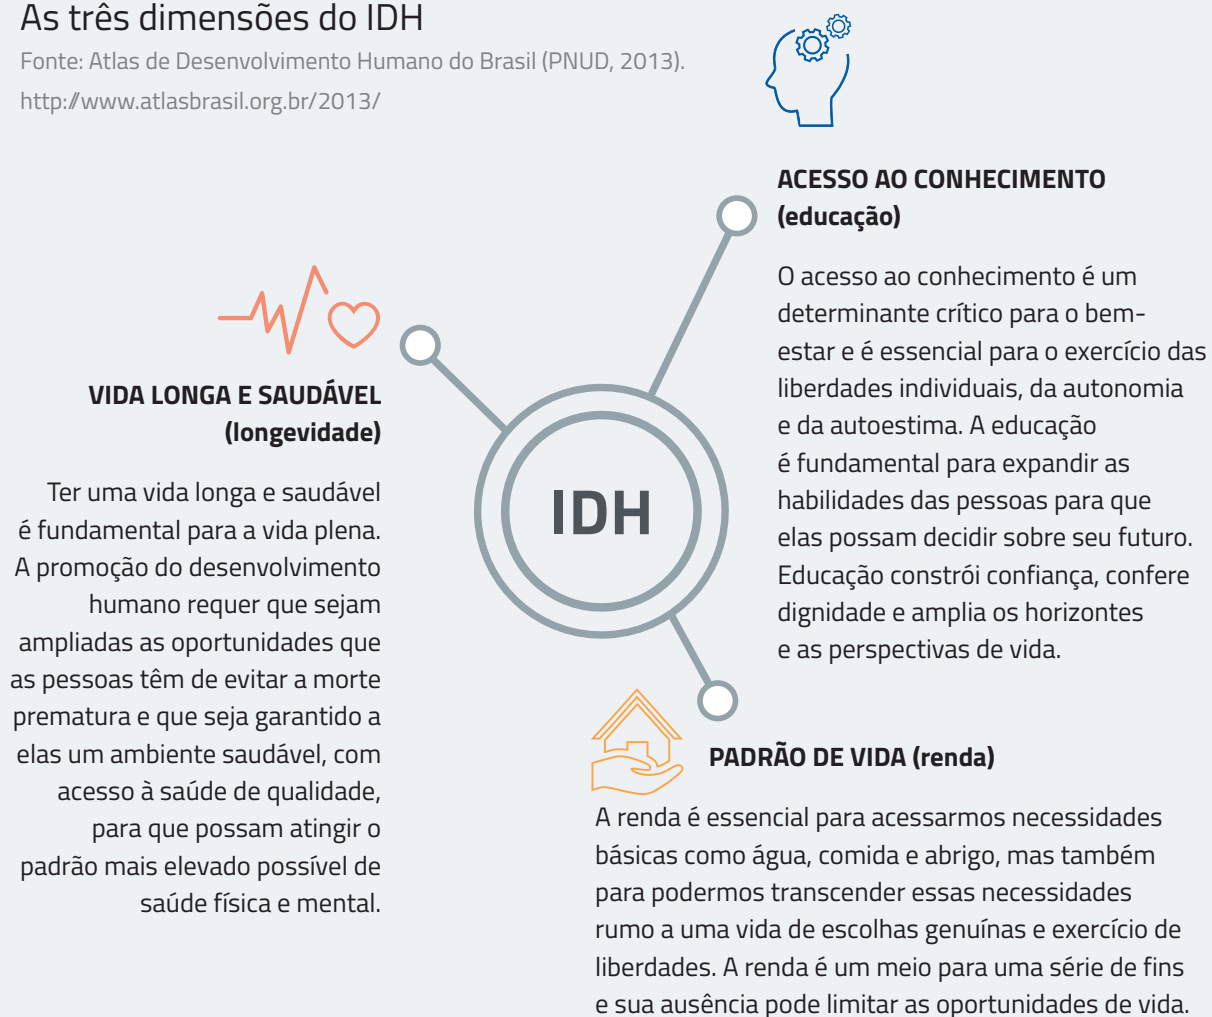 As três dimensões do IDH
Fonte: Atlas de Desenvolvimento Humano do Brasil (PNUD, 2013).
http://www.atlasbrasil.org.br/2013/
ACESSO AO CONHECIMENTO
(educação)
O acesso ao conhecimento é um
determinante crítico para o bem-
estar e é essencial para o exercício das
liberdades individuais, da autonomia
e da autoestima. A educação
é fundamental para expandir as
habilidades das pessoas para que
elas possam decidir sobre seu futuro.
Educação constrói confiança, confere
dignidade e amplia os horizontes
e as perspectivas de vida.
VIDA LONGA E SAUDÁVEL
(longevidade)
Ter uma vida longa e saudável
é fundamental para a vida plena.
A promoção do desenvolvimento
humano requer que sejam
ampliadas as oportunidades que
as pessoas têm de evitar a morte
prematura e que seja garantido a
elas um ambiente saudável, com
acesso à saúde de qualidade,
para que possam atingir o
padrão mais elevado possível de
saúde física e mental.
IDH
PADRÃO DE VIDA (renda)
A renda é essencial para acessarmos necessidades
básicas como água, comida e abrigo, mas também
para podermos transcender essas necessidades
rumo a uma vida de escolhas genuínas e exercício de
liberdades. A renda é um meio para uma série de fins
e sua ausência pode limitar as oportunidades de vida.